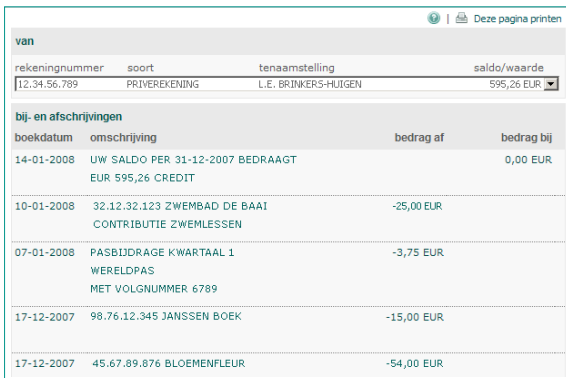 ? | Deze pagina printen
van
rekeningnummer soort tenaamstelling saldo/waarde
12.34.56.789 PRIVEREKENING L.E. BRINKERS-HUIGEN 595,26 EUR
bij- en afschrijvingen
boekdatum omschrijving bedrag af bedrag bij
14-01-2008 UW SALDO PER 31-12-2007 BEDRAAGT 0,00 EUR
EUR 595,26 CREDIT
10-01-2008 32.12.32.123 ZWEMBAD DE BAAI -25,00 EUR
CONTRIBUTIE ZWEMLESSEN
07-01-2008 PASBIJDRAGE KWARTAAL 1 -3,75 EUR
WERELDPAS
MET VOLGNUMMER 6789
17-12-2007 98.76.12.345 JANSSEN BOEK -15,00 EUR
17-12-2007 45.67.89.876 BLOEMENFLEUR -54,00 EUR